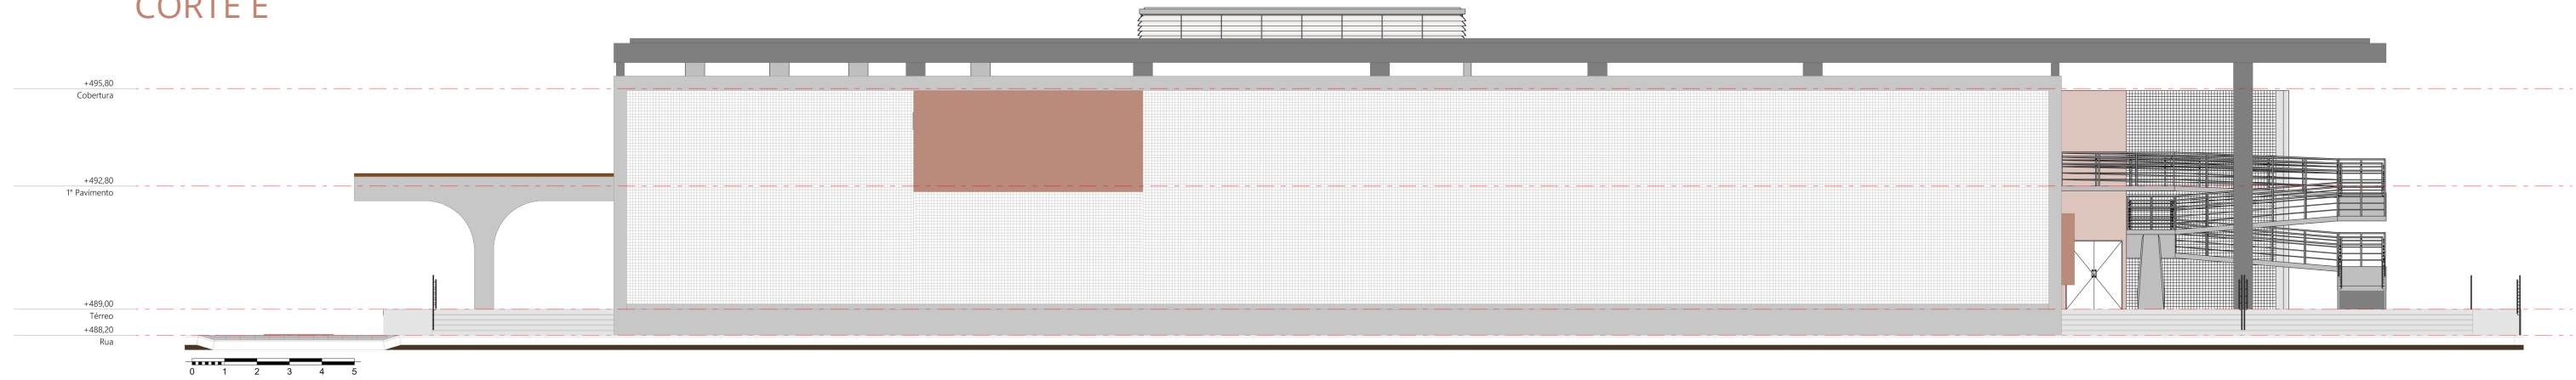 CORTE E
+495,80
Cobertura
+492,80
1° Pavimento
+489,00
Térreo
+488,20
Rua
0 1 2 3 4 5